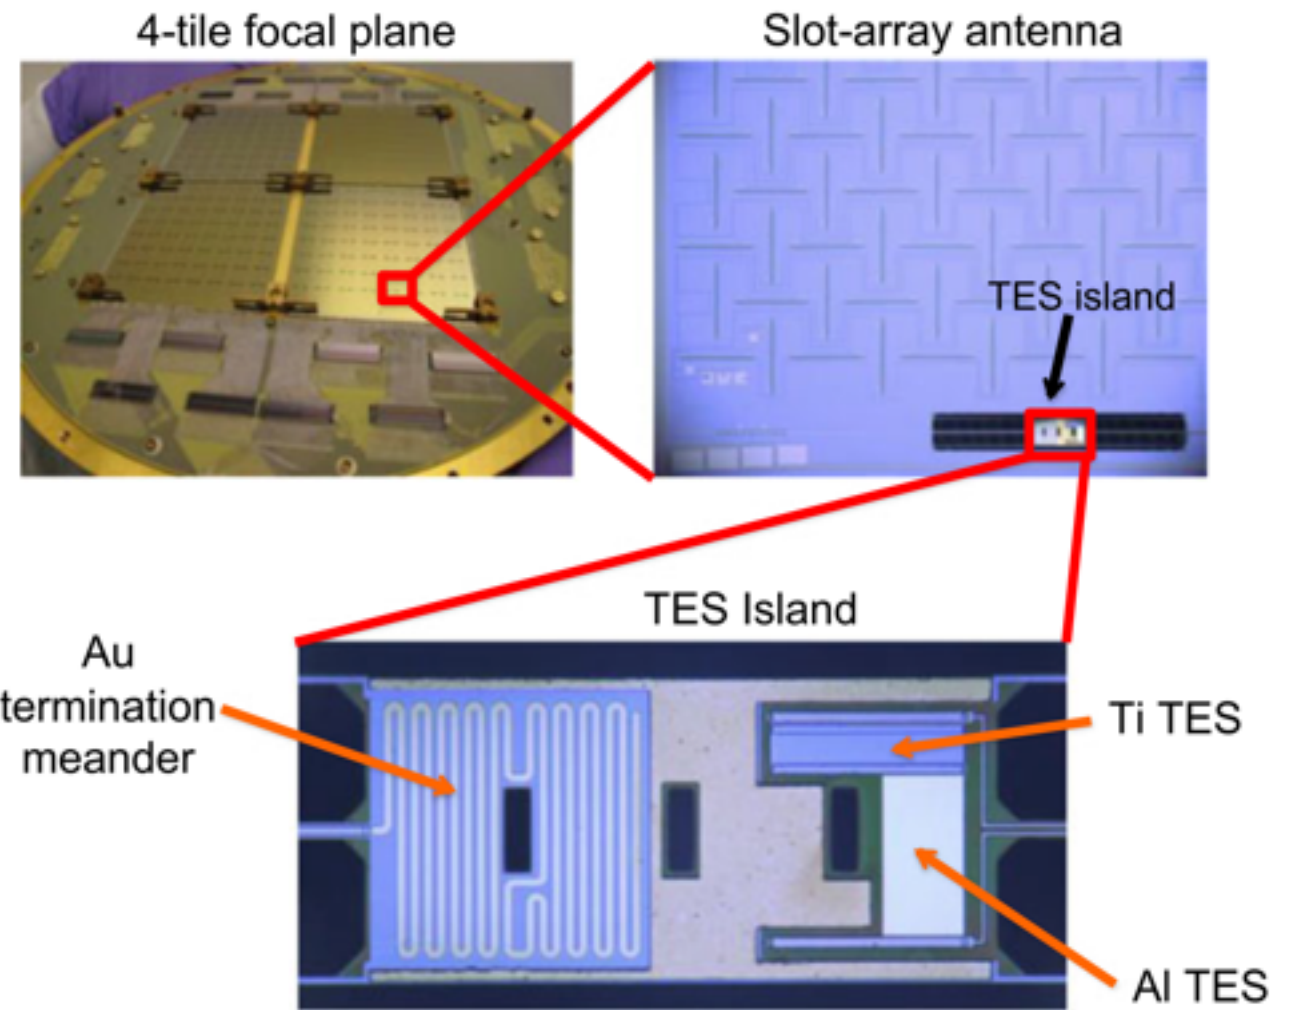 4-tile focal plane
Slot-array antenna
TES island
TES Island
Au
termination
meander
Ti TES
Al TES